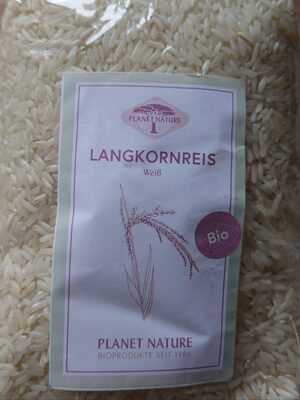 PLANET NATURE
LANGKORNREIS
Weiß
Bio
PLANET NATURE
BIOPRODUKTE SEIT 1986